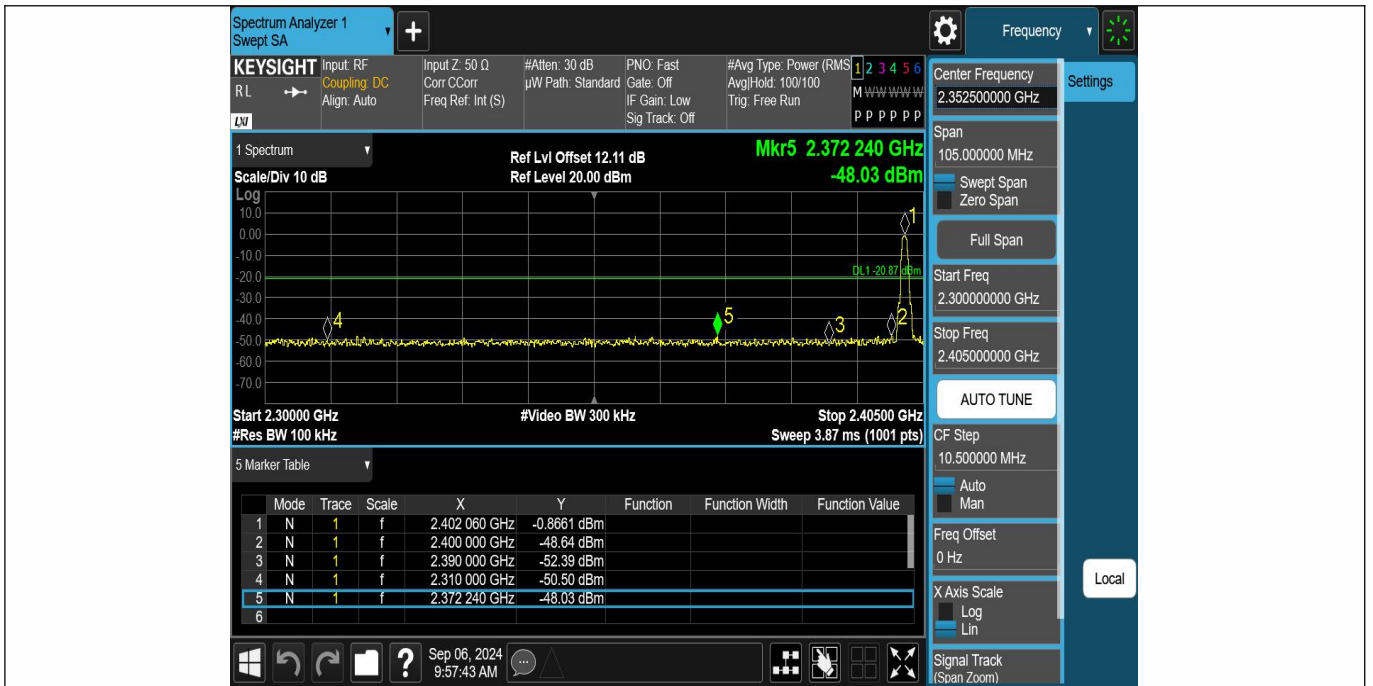 Spectrum Analyzer 1
Swept SA
+
Frequency
KEYSIGHT
RL
LXI
Input: RF
Coupling: DC
Align: Auto
Input Z: 50 Ω
Corr CCorr
Freq Ref: Int (S)
#Atten: 30 dB
µW Path: Standard
PNO: Fast
Gate: Off
IF Gain: Low
Sig Track: Off
#Avg Type: Power (RMS
Avg|Hold: 100/100
Trig: Free Run
1 2 3 4 5 6
M W W W W W
P P P P P P
1 Spectrum
Scale/Div 10 dB
Ref Lvl Offset 12.11 dB
Ref Level 20.00 dBm
Mkr5 2.372 240 GHz
-48.03 dBm
Log
10.0
0.00
-10.0
-20.0
-30.0
-40.0
-50.0
-60.0
-70.0
1
DL1 -20.87 dBm
4
5
3
2
Start 2.30000 GHz
#Video BW 300 kHz
Stop 2.40500 GHz
#Res BW 100 kHz
Sweep 3.87 ms (1001 pts)
5 Marker Table
Mode Trace Scale X Y Function Function Width Function Value
1 N 1 f 2.402 060 GHz -0.8661 dBm
2 N 1 f 2.400 000 GHz -48.64 dBm
3 N 1 f 2.390 000 GHz -52.39 dBm
4 N 1 f 2.310 000 GHz -50.50 dBm
5 N 1 f 2.372 240 GHz -48.03 dBm
6
?
Sep 06, 2024
9:57:43 AM
Center Frequency
2.352500000 GHz
Settings
Span
105.000000 MHz
Swept Span
Zero Span
Full Span
Start Freq
2.300000000 GHz
Stop Freq
2.405000000 GHz
AUTO TUNE
CF Step
10.500000 MHz
Auto
Man
Freq Offset
0 Hz
Local
X Axis Scale
Log
Lin
Signal Track
(Span Zoom)